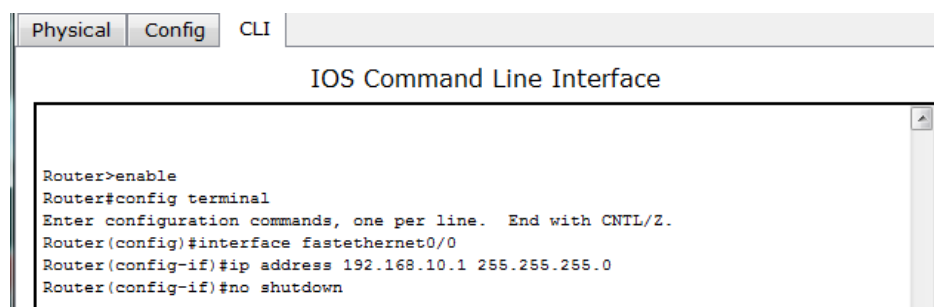 Physical Config CLI
IOS Command Line Interface
Router>enable
Router#config terminal
Enter configuration commands, one per line.  End with CNTL/Z.
Router(config)#interface fastethernet0/0
Router(config-if)#ip address 192.168.10.1 255.255.255.0
Router(config-if)#no shutdown